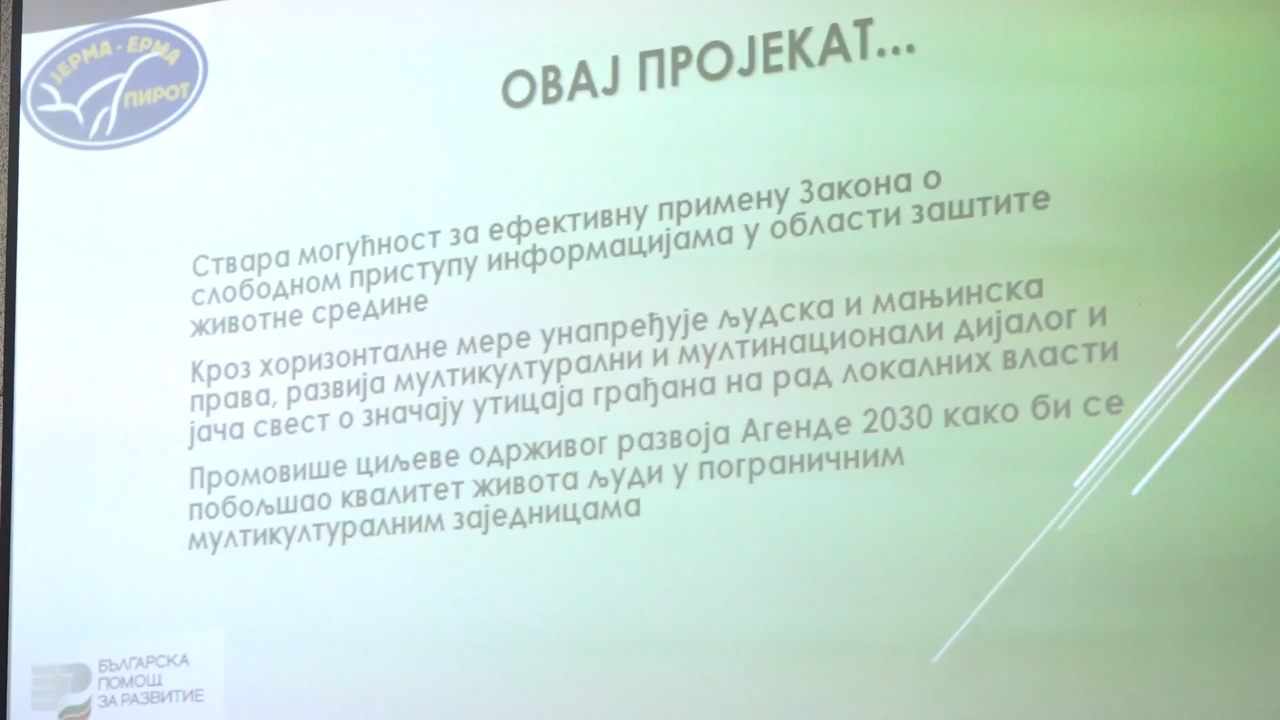 ЈЕРМА - ЕРМА
ПИРОТ
ОВАЈ ПРОЈЕКАТ...
Ствара могућност за ефективну примену Закона о
слободном приступу информацијама у области заштите
животне средине
Кроз хоризонталне мере унапређује људска и мањинска
права, развија мултикултурални и мултинационали дијалог и
јача свест о значају утицаја грађана на рад локалних власти
Промовише циљеве одрживог развоја Агенде 2030 како би се
побољшао квалитет живота људи у пограничним
мултикултуралним заједницама
БЪЛГАРСКА
ПОМОЩ
ЗА РАЗВИТИЕ